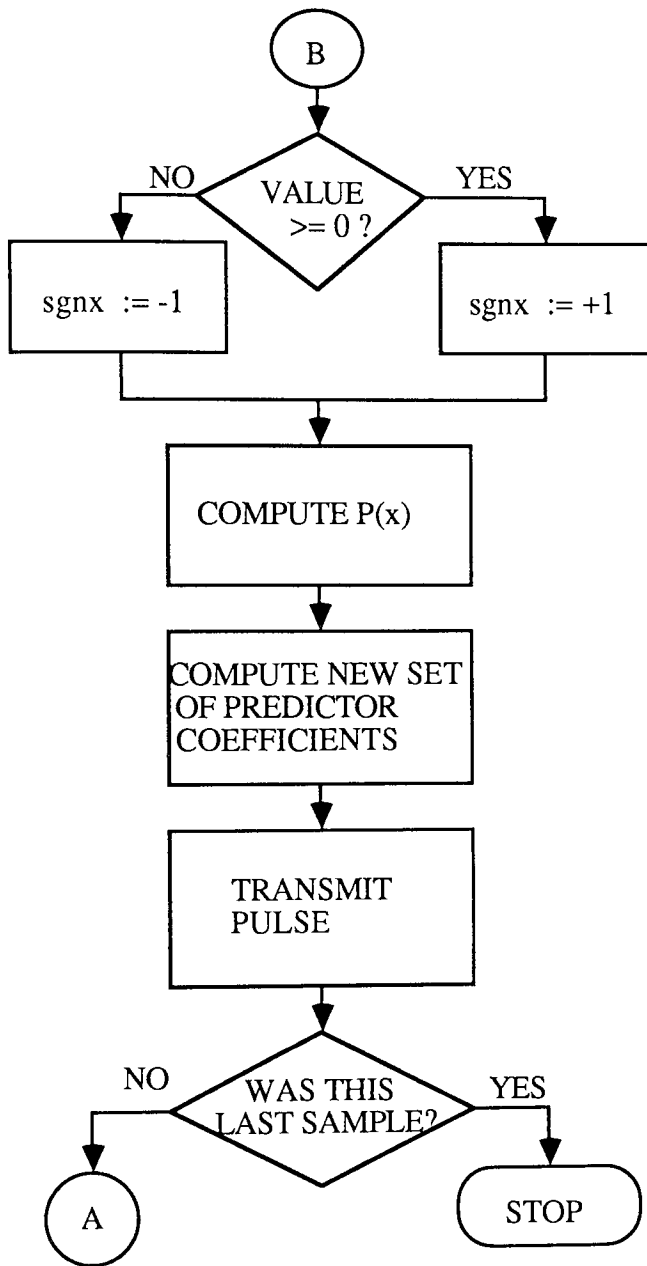 B
NO
YES
VALUE
>= 0 ?
sgnx := -1
sgnx := +1
COMPUTE P(x)
COMPUTE NEW SET
OF PREDICTOR
COEFFICIENTS
TRANSMIT
PULSE
NO
YES
WAS THIS
LAST SAMPLE?
A
STOP